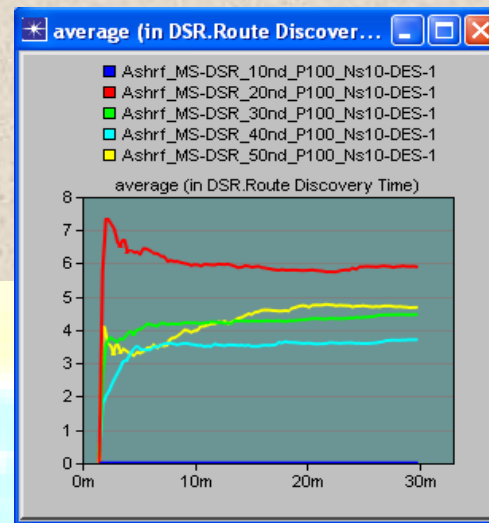 average (in DSR.Route Discover...
Ashrf_MS-DSR_10nd_P100_Ns10-DES-1
Ashrf_MS-DSR_20nd_P100_Ns10-DES-1
Ashrf_MS-DSR_30nd_P100_Ns10-DES-1
Ashrf_MS-DSR_40nd_P100_Ns10-DES-1
Ashrf_MS-DSR_50nd_P100_Ns10-DES-1
average (in DSR.Route Discovery Time)
8
7
6
5
4
3
2
1
0
0m 10m 20m 30m